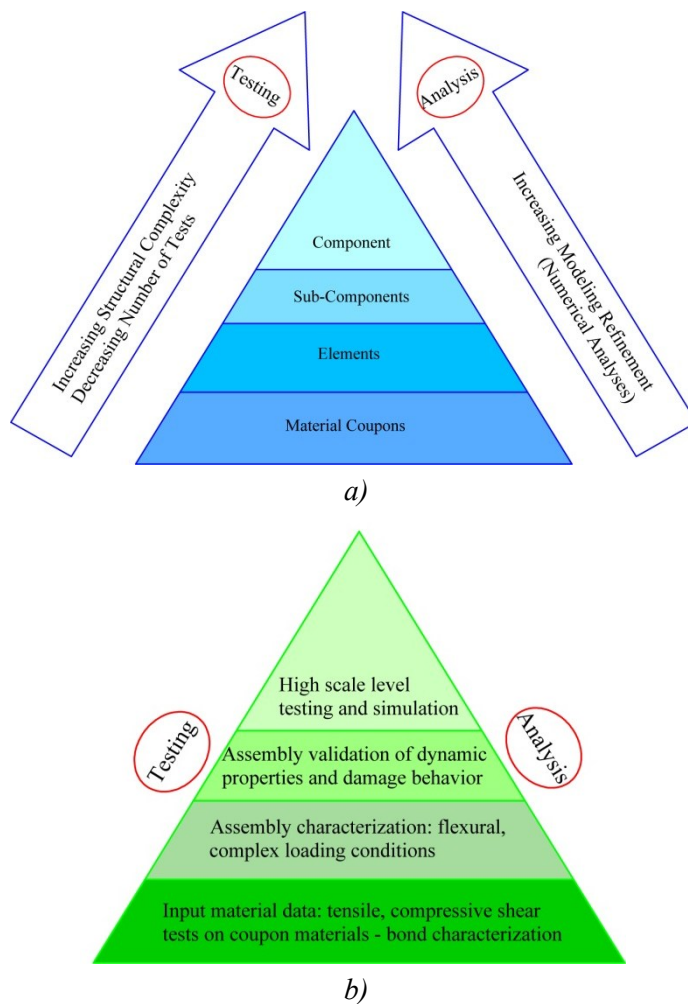 Testing
Analysis
Increasing Structural Complexity
Decreasing Number of Tests
Increasing Modeling Refinement
(Numerical Analyses)
Component
Sub-Components
Elements
Material Coupons
a)
High scale level
testing and simulation
Testing
Analysis
Assembly validation of dynamic
properties and damage behavior
Assembly characterization: flexural,
complex loading conditions
Input material data: tensile, compressive shear
tests on coupon materials - bond characterization
b)